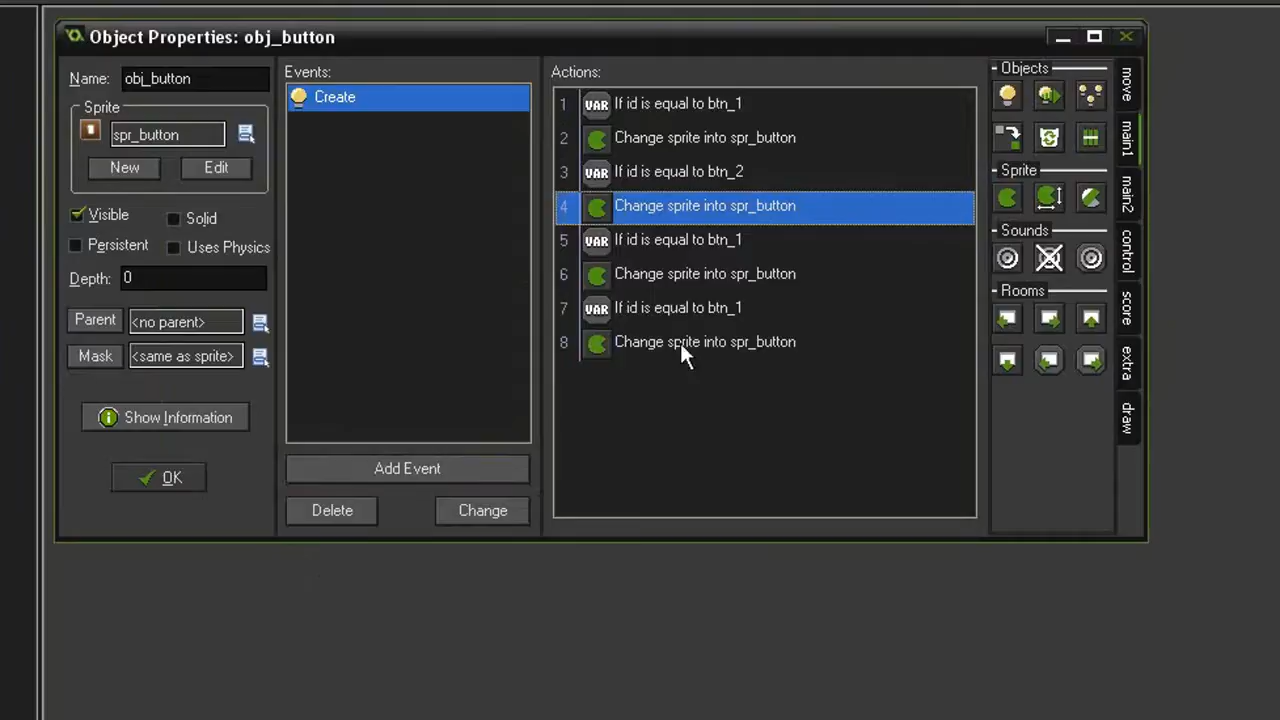 Object Properties: obj_button
Name: obj_button
Sprite
spr_button
New Edit
Visible Solid
Persistent Uses Physics
Depth: 0
Parent <no parent>
Mask <same as sprite>
Show Information
OK
Events:
Create
Add Event
Delete Change
Actions:
1 VAR If id is equal to btn_1
2 Change sprite into spr_button
3 VAR If id is equal to btn_2
4 Change sprite into spr_button
5 VAR If id is equal to btn_1
6 Change sprite into spr_button
7 VAR If id is equal to btn_1
8 Change sprite into spr_button
Objects
Sprite
Sounds
Rooms
move
main1
main2
control
score
extra
draw